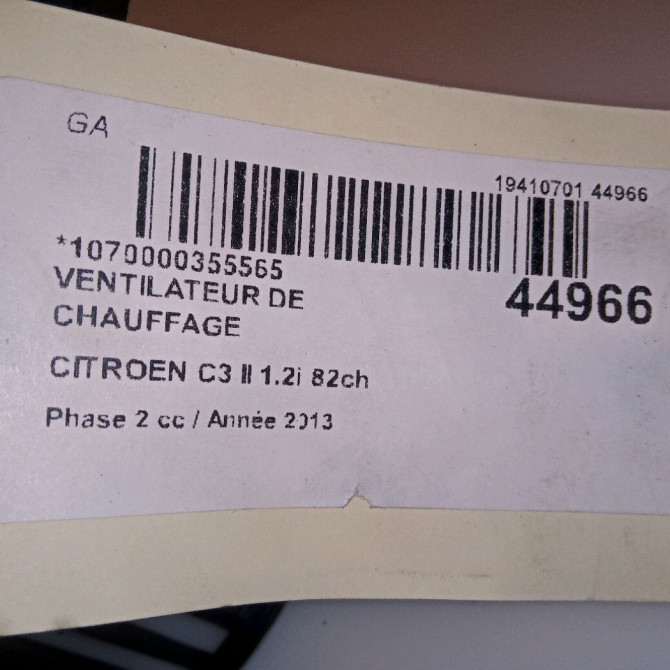 GA
19410701 44966
*1070000355565
44966
VENTILATEUR DE
CHAUFFAGE
CITROEN C3 II 1.2i 82ch
Phase 2 cc / Année 2013